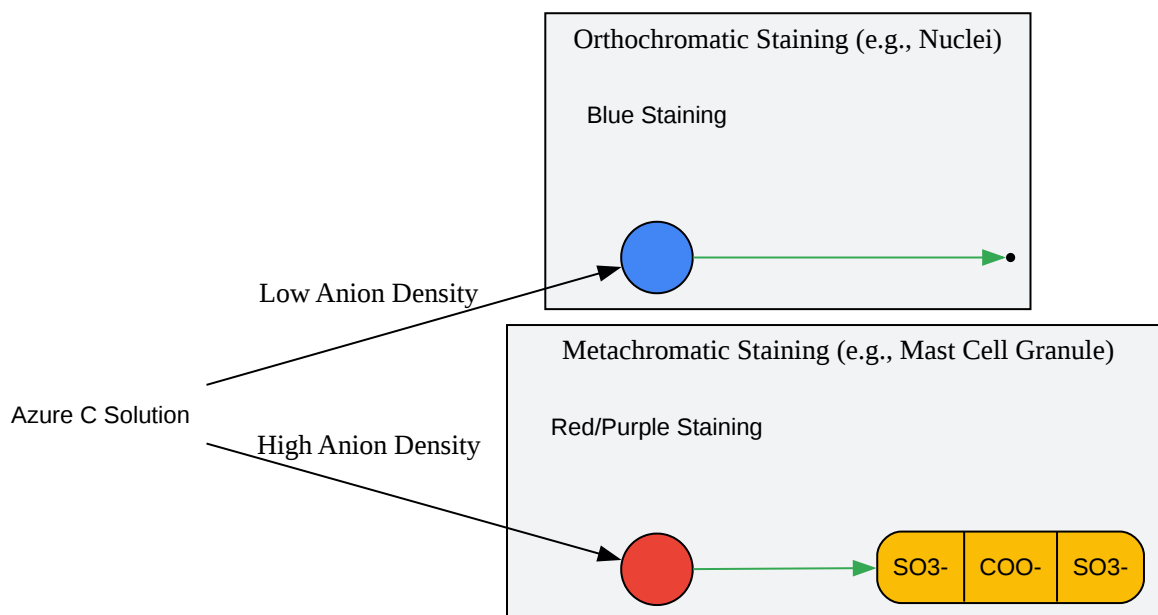 Orthochromatic Staining (e.g., Nuclei)
Blue Staining
Low Anion Density
Metachromatic Staining (e.g., Mast Cell Granule)
Azure C Solution
Red/Purple Staining
High Anion Density
SO3- COO- SO3-